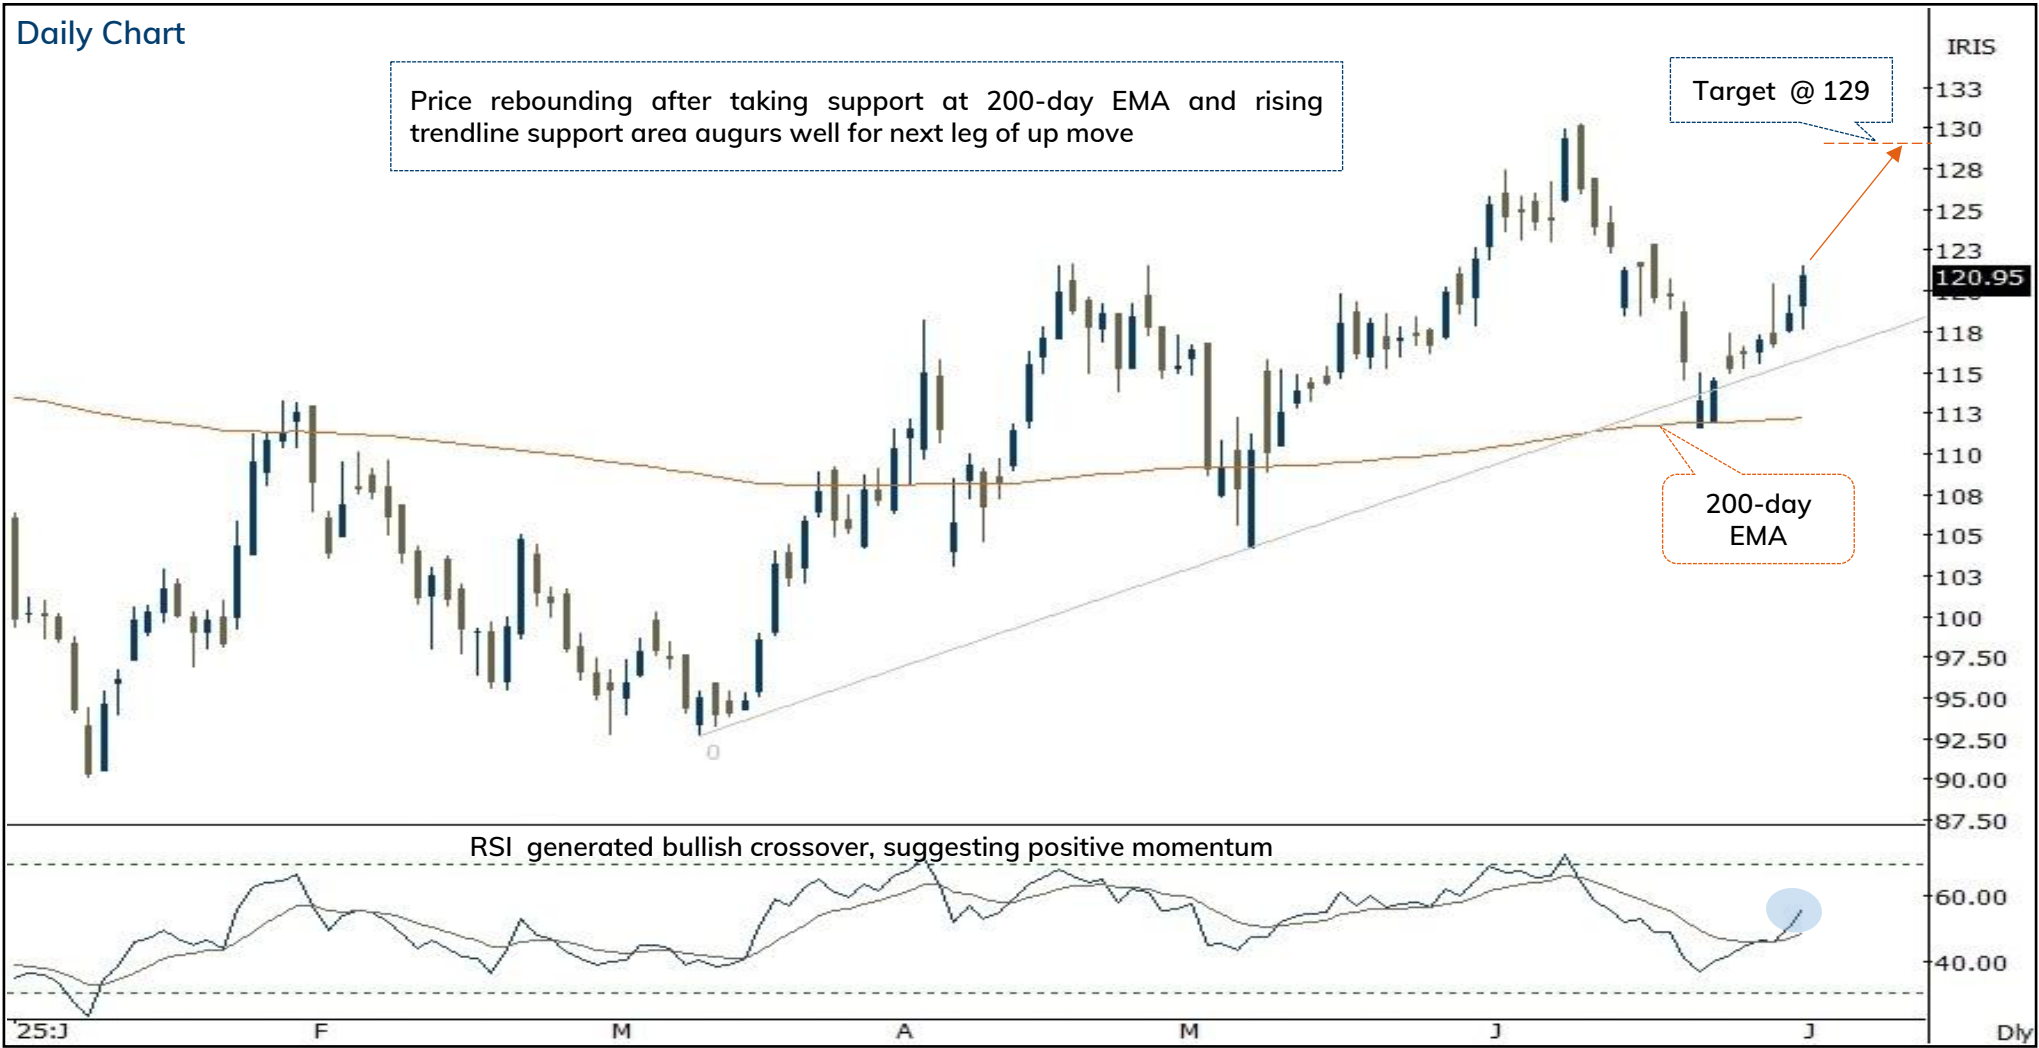 Daily Chart
IRIS
Price rebounding after taking support at 200-day EMA and rising
trendline support area augurs well for next leg of up move
Target @ 129
133
130
128
125
123
120.95
118
115
113
110
108
105
103
100
97.50
95.00
92.50
90.00
87.50
200-day
EMA
0
RSI generated bullish crossover, suggesting positive momentum
60.00
40.00
'25:J F M A M J J Dly